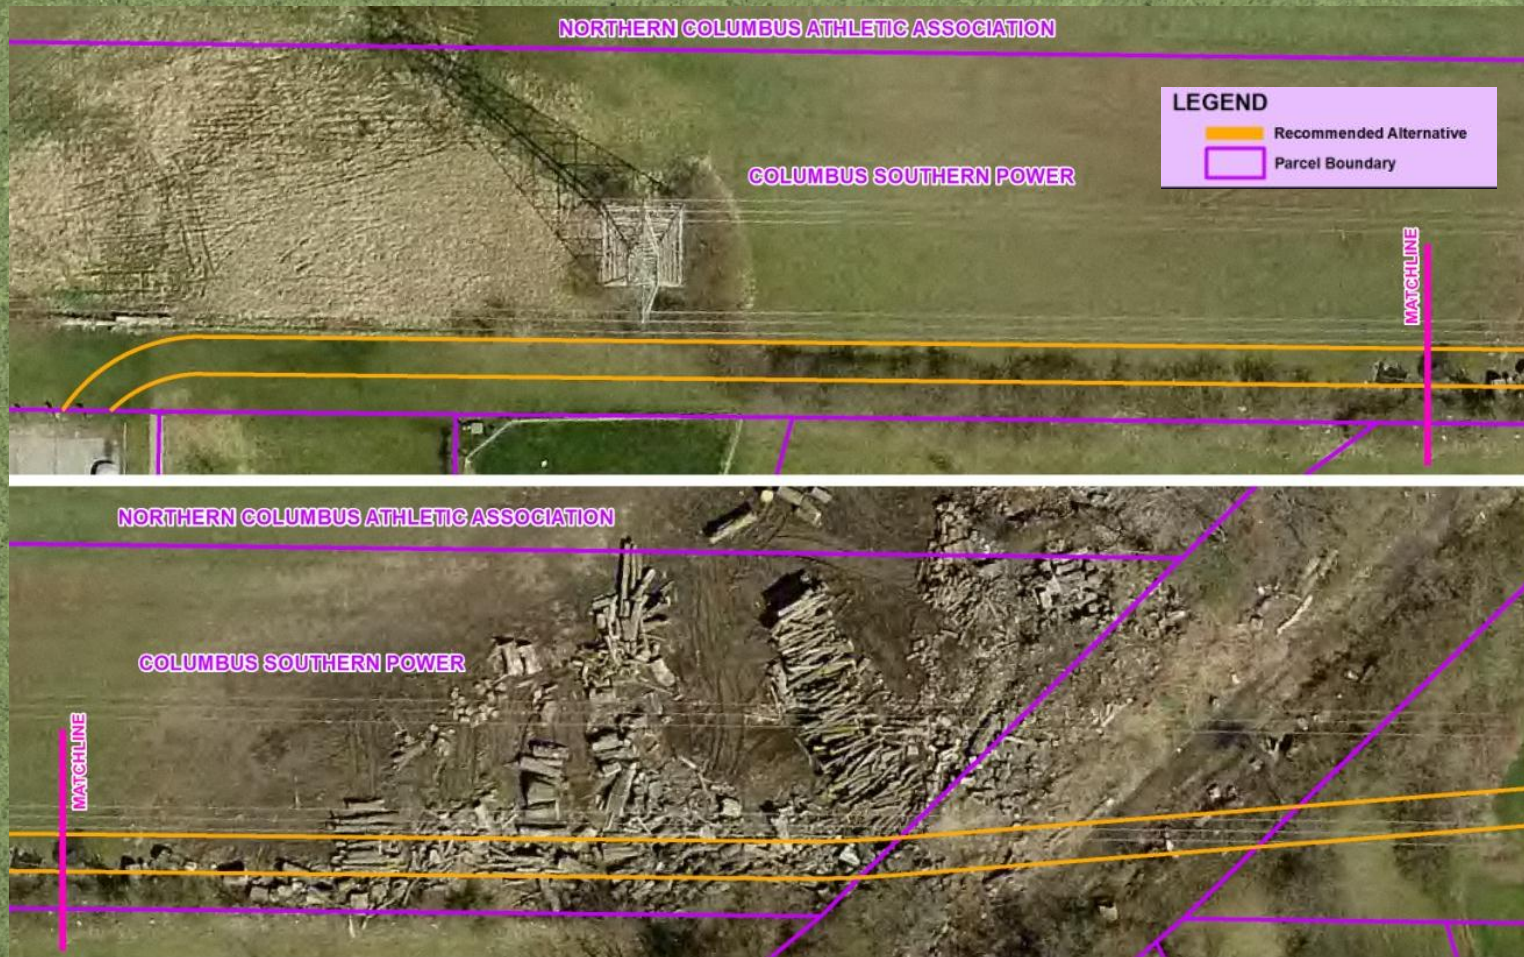 NORTHERN COLUMBUS ATHLETIC ASSOCIATION
LEGEND
Recommended Alternative
Parcel Boundary
COLUMBUS SOUTHERN POWER
MATCHLINE
NORTHERN COLUMBUS ATHLETIC ASSOCIATION
COLUMBUS SOUTHERN POWER
MATCHLINE